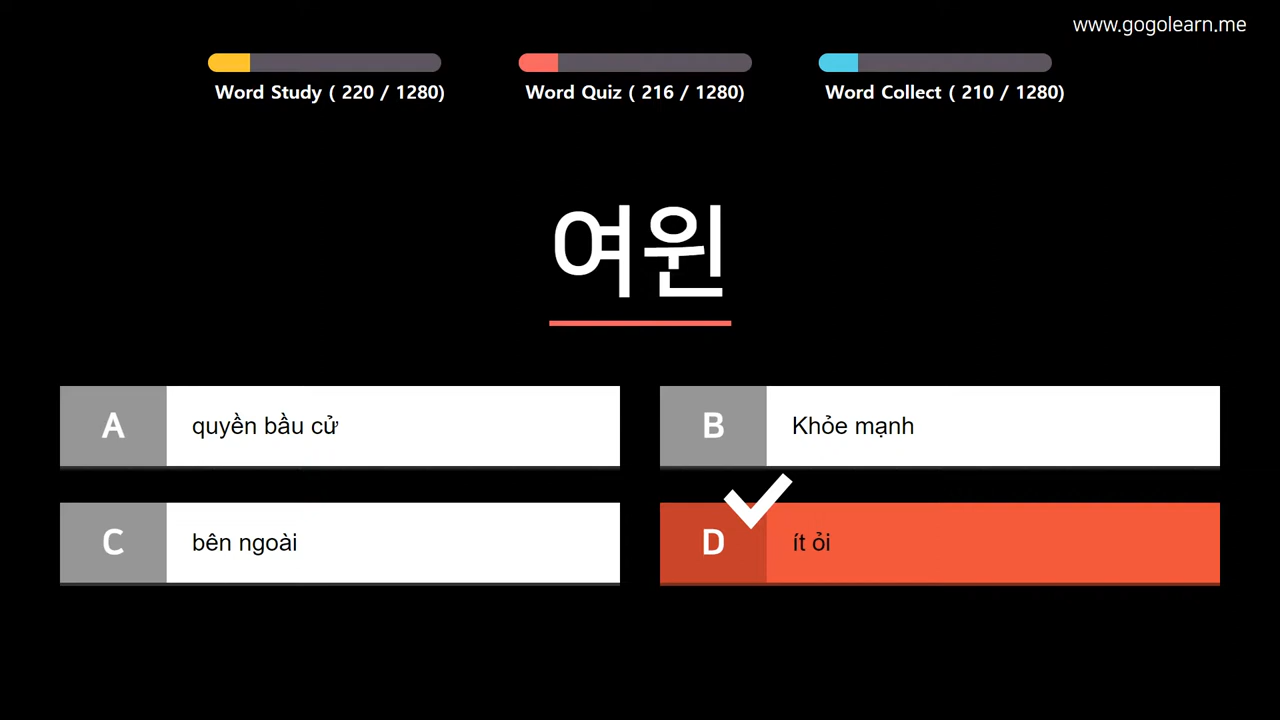 www.gogolearn.me
Word Study ( 220 / 1280)
Word Quiz ( 216 / 1280)
Word Collect ( 210 / 1280)
여윈
A quyền bầu cử
B Khỏe mạnh
C bên ngoài
D ít ỏi